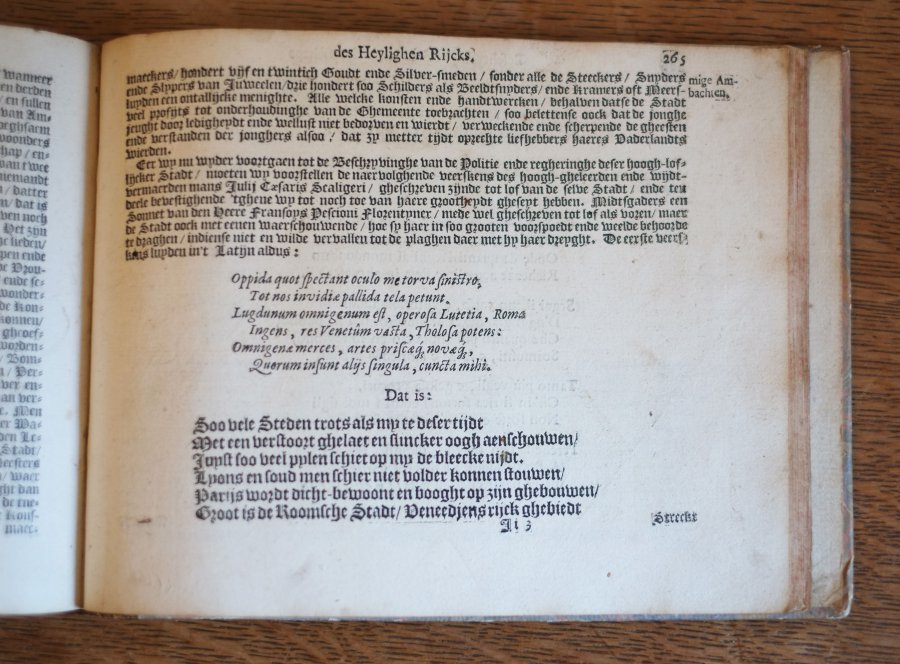 des Heylighen Rijcks. 265
maeckers/ hondert vijf en twintich Goudt ende Silver-smeden / sonder alle de Steeckers / Snyders
ende Slypers van Juweelen/ drie hondert soo Schilders als Beeldtsnyders/ ende Kramers oft Meers-
luyden een ontallijcke menighte. Alle welcke konsten ende handtwercken / behalven datse de Stadt
veel profijts tot onderhoudinghe van de Ghemeente toebrachten / soo belettense oock dat de jonghe
jeught door ledigheydt ende wellust niet bedorven en wierdt / verweckende ende scherpende de gheesten
ende verstanden der jonghers alsoo / dat zy metter tijdt oprechte liefhebbers haeres Vaderlandts
wierden.
mige Am-
bachten.
Eer wy nu wyder voortgaen tot de Beschryvinghe van de Politie ende regheringhe deser hoogh-lof-
lijcker Stadt / moeten wy voorstellen de naervolghende veerskens des hoogh-gheleerden ende wijdt-
vermaerden mans Julij Cæsaris Scaligeri / gheschreven zijnde tot lof van de selve Stadt / ende ten
deele bevestighende 'tghene wy tot noch toe van haere grootheydt gheseyt hebben. Midtsgaders een
Sonnet van den Heere Fransoys Pescioni Florentyner / mede wel gheschreven tot lof als voren / maer
de Stadt oock met eenen waerschouwende / hoe sy haer in soo grooten voorspoedt ende weelde behoorde
te draghen / indiense niet en wilde vervallen tot de plaghen daer met hy haer dreyght. De eerste veers-
kens luyden in't Latijn aldus :
Oppida quot spectant oculo me torva sinistro,
Tot nos invidiæ pallida tela petunt.
Lugdunum omnigenum est, operosa Lutetia, Roma
Ingens, res Venetûm vasta, Tholosa potens:
Omnigenæ merces, artes priscæq́, novæq́,,
Quorum insunt alijs singula, cuncta mihi.
Dat is:
Soo vele Steden trots als my te deser tijdt
Met een verstoort ghelaet en slincker oogh aenschouwen/
Juyst soo veel pylen schiet op my de bleecke nijdt.
Lyons en soud men schier niet volder konnen stouwen/
Parijs wordt dicht-bewoont en booght op zijn ghebouwen/
Groot is de Roomsche Stadt/ Veneedjens rijck ghebiedt
Ii 3 Streckt